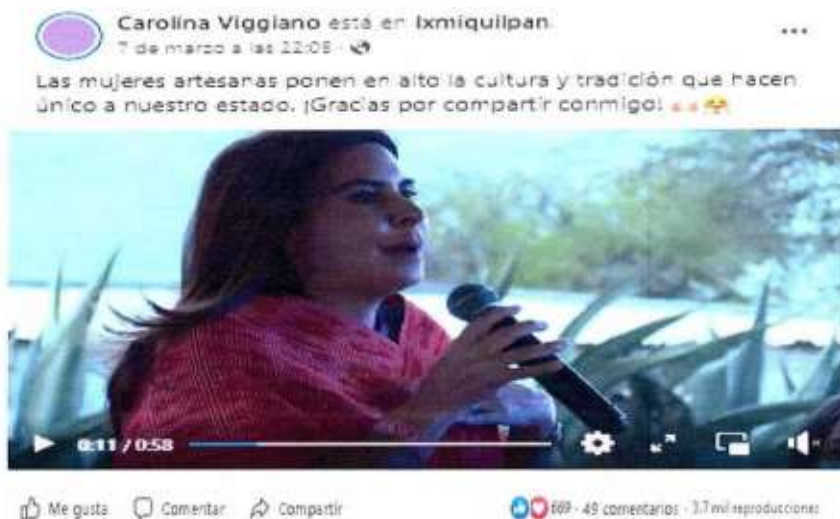 Carolina Viggiano está en Ixmiquilpan.
7 de marzo a las 22:08 ·
Las mujeres artesanas ponen en alto la cultura y tradición que hacen
único a nuestro estado. ¡Gracias por compartir conmigo!
0:11 / 0:58
Me gusta Comentar Compartir 669 · 49 comentarios · 3.7 mil reproducciones